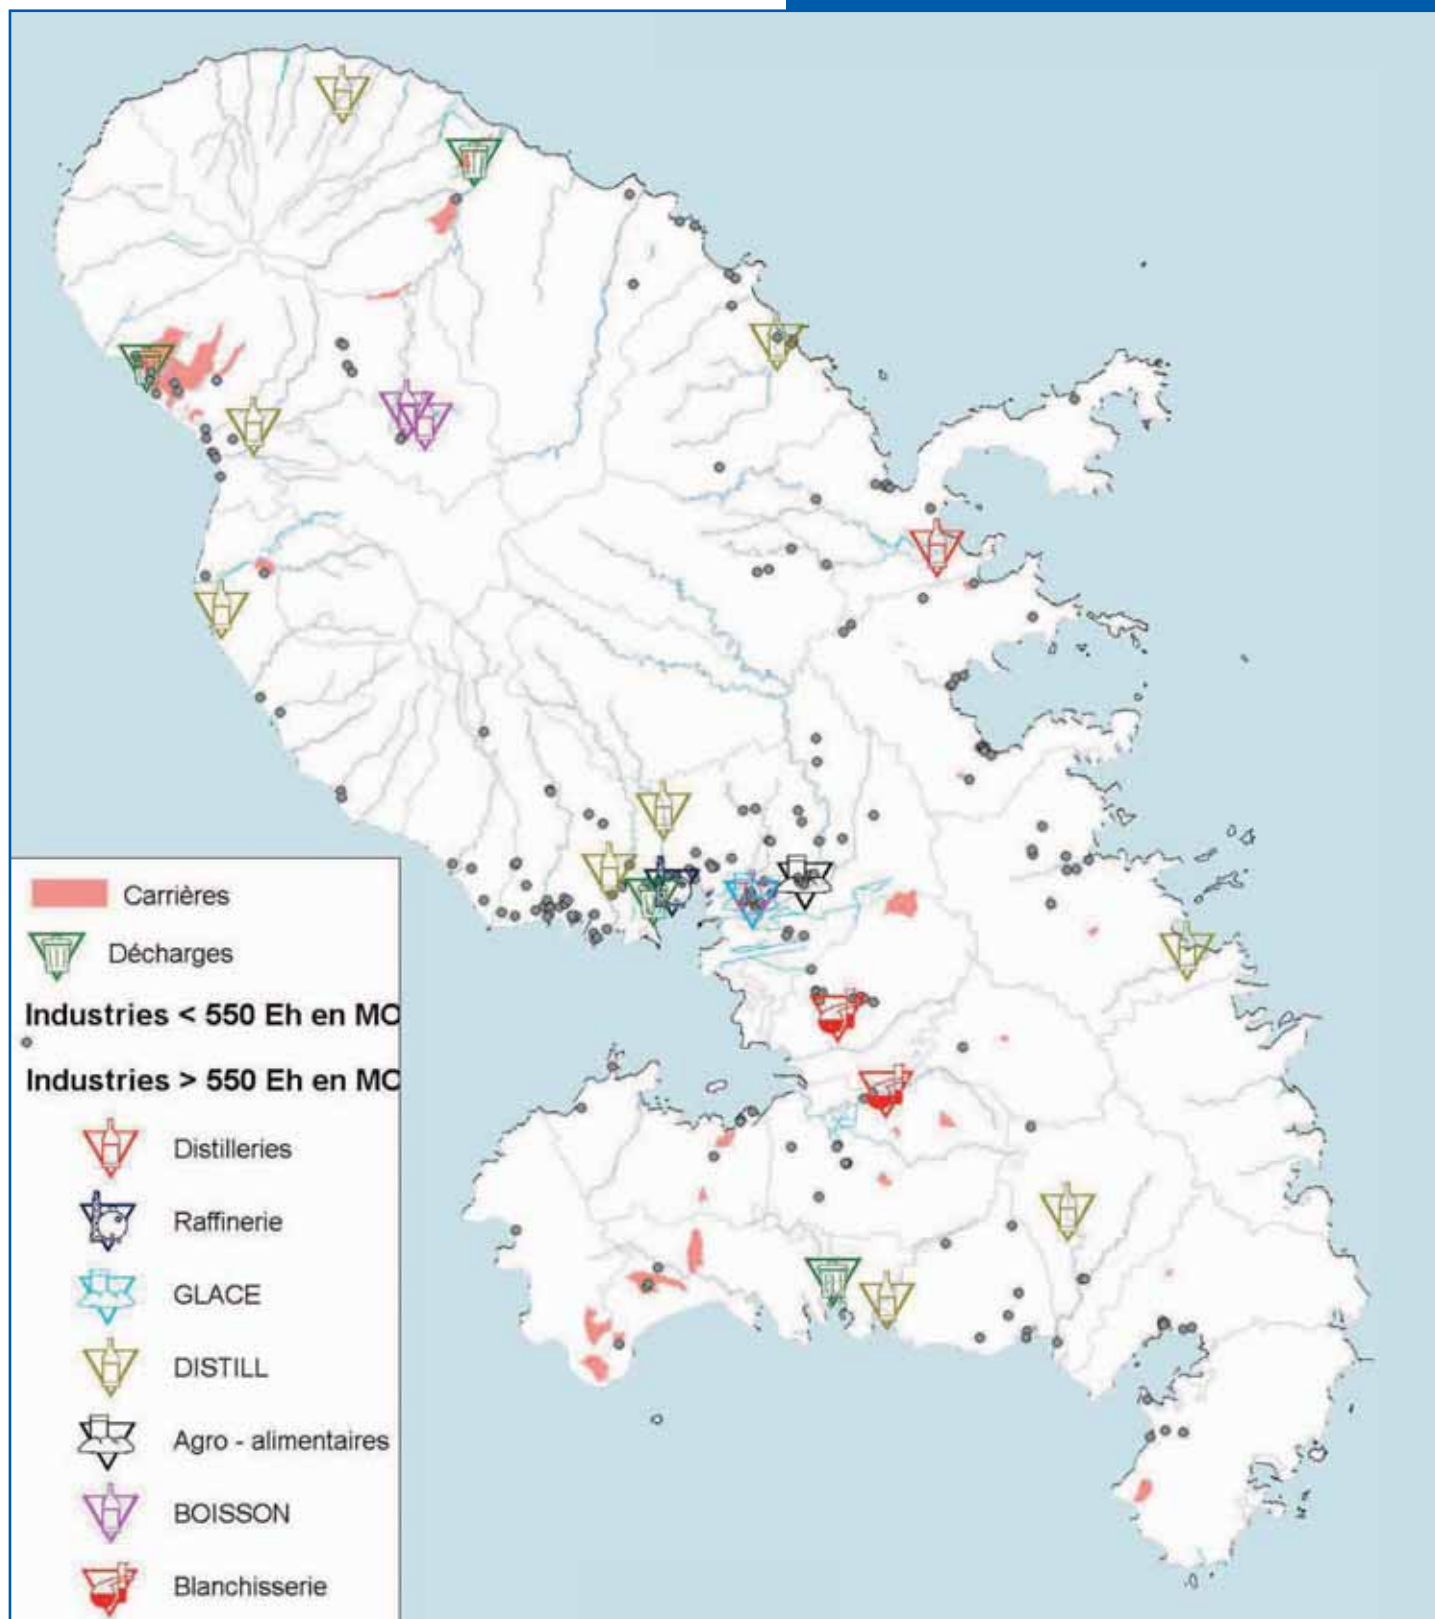 Carrières
Décharges
Industries < 550 Eh en MO
Industries > 550 Eh en MO
Distilleries
Raffinerie
GLACE
DISTILL
Agro - alimentaires
BOISSON
Blanchisserie